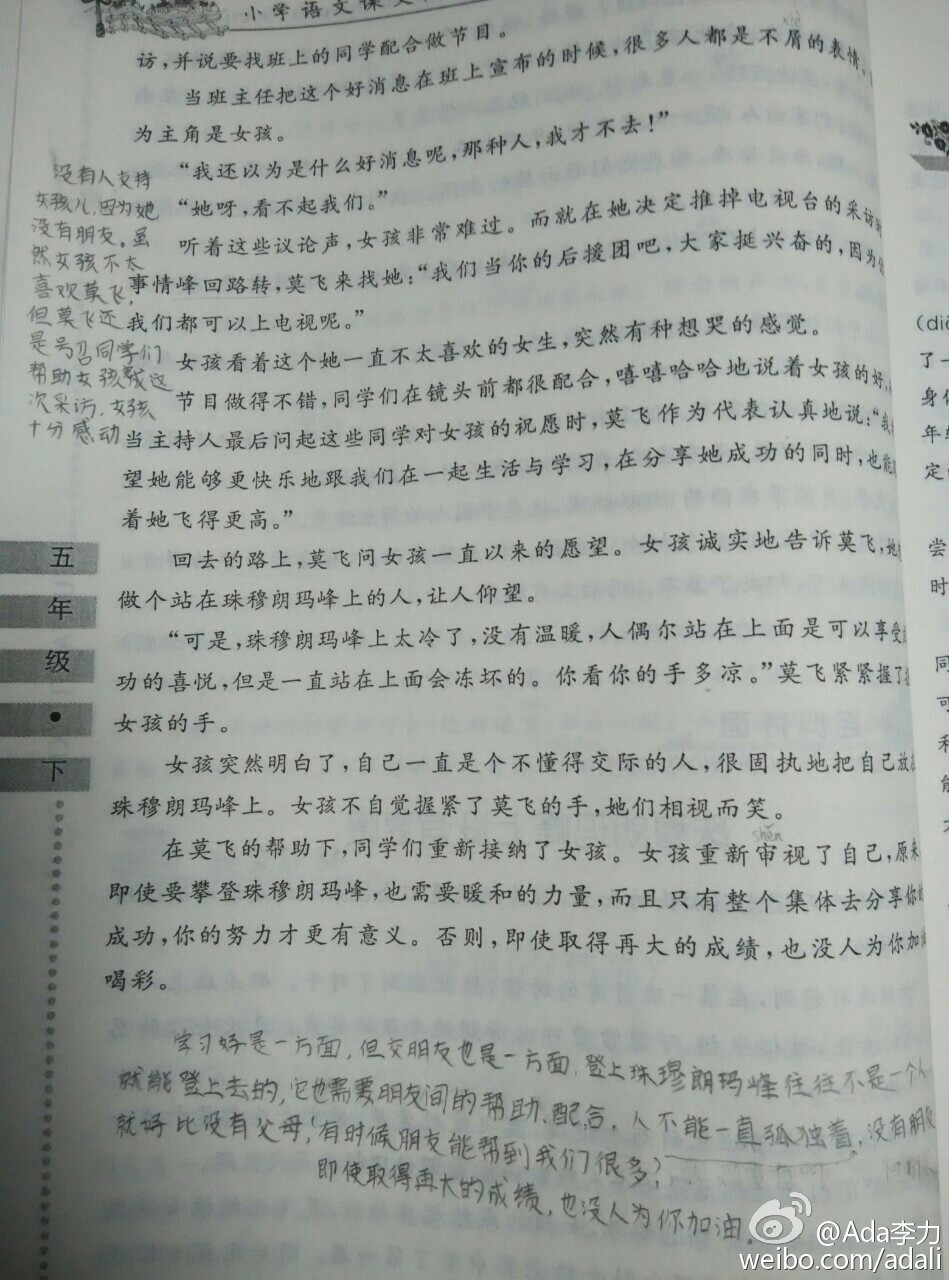 小学语文课文
访,并说要找班上的同学配合做节目。
当班主任把这个好消息在班上宣布的时候,很多人都是不屑的表情,
为主角是女孩。
“我还以为是什么好消息呢,那种人,我才不去!”
“她呀,看不起我们。”
听着这些议论声,女孩非常难过。而就在她决定推掉电视台的采访
事情峰回路转,莫飞来找她:“我们当你的后援团吧,大家挺兴奋的,因为
我们都可以上电视呢。”
女孩看着这个她一直不太喜欢的女生,突然有种想哭的感觉。
节目做得不错,同学们在镜头前都很配合,嘻嘻哈哈地说着女孩的好,
当主持人最后问起这些同学对女孩的祝愿时,莫飞作为代表认真地说:“我
望她能够更快乐地跟我们在一起生活与学习,在分享她成功的同时,也能
着她飞得更高。”
回去的路上,莫飞问女孩一直以来的愿望。女孩诚实地告诉莫飞,她
做个站在珠穆朗玛峰上的人,让人仰望。
“可是,珠穆朗玛峰上太冷了,没有温暖,人偶尔站在上面是可以享受
功的喜悦,但是一直站在上面会冻坏的。你看你的手多凉。”莫飞紧紧握了
女孩的手。
女孩突然明白了,自己一直是个不懂得交际的人,很固执地把自己放
珠穆朗玛峰上。女孩不自觉握紧了莫飞的手,她们相视而笑。
shěn
在莫飞的帮助下,同学们重新接纳了女孩。女孩重新审视了自己,原来
即使要攀登珠穆朗玛峰,也需要暖和的力量,而且只有整个集体去分享你的
成功,你的努力才更有意义。否则,即使取得再大的成绩,也没人为你加油
喝彩。
没有人支持
女孩儿,因为她
没有朋友。虽
然女孩不太
喜欢莫飞,
但莫飞还
是号召同学们
帮助女孩完成这
次采访,女孩
十分感动
五
年
级
·
下
学习好是一方面,但交朋友也是一方面,登上珠穆朗玛峰往往不是一个人
就能登上去的,它也需要朋友间的帮助、配合,人不能一直孤独着,没有朋友
就好比没有父母!有时候朋友能帮到我们很多;
即使取得再大的成绩,也没人为你加油.
(diē
了一
身
年
定
尝
时
同
可
和
能
@Ada李力
weibo.com/adali